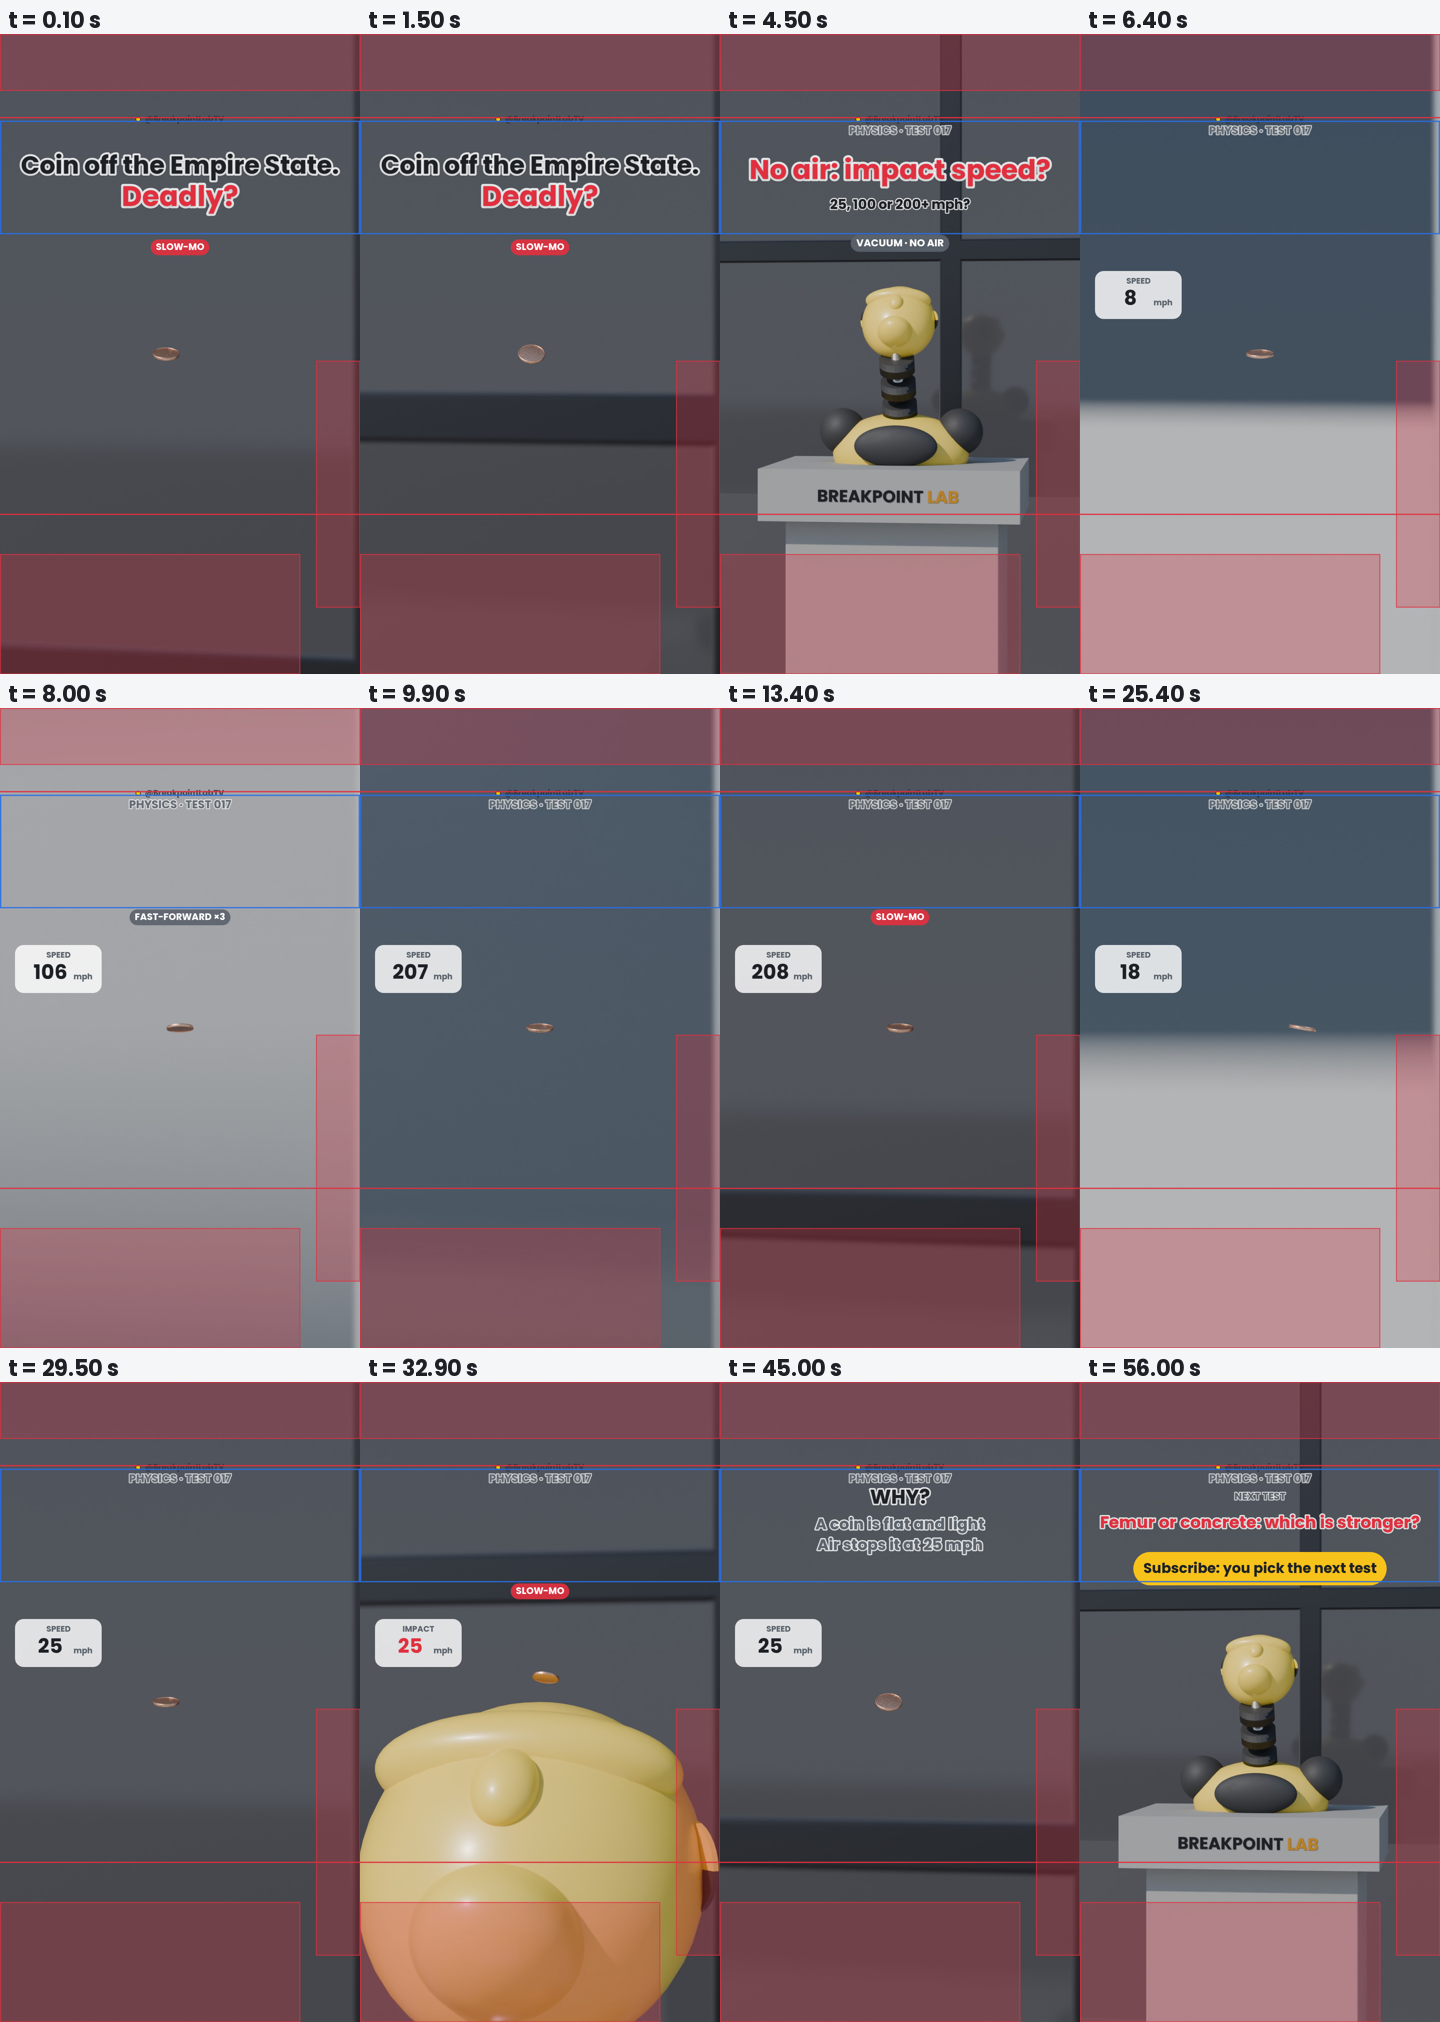 t = 0.10 s
t = 1.50 s
t = 4.50 s
t = 6.40 s
Coin off the Empire State.
Deadly?
SLOW-MO
Coin off the Empire State.
Deadly?
SLOW-MO
PHYSICS · TEST 017
No air: impact speed?
25, 100 or 200+ mph?
VACUUM · NO AIR
BREAKPOINT LAB
PHYSICS · TEST 017
SPEED
8 mph
t = 8.00 s
t = 9.90 s
t = 13.40 s
t = 25.40 s
@BreakpointLabTV
PHYSICS · TEST 017
FAST-FORWARD ×3
SPEED
106 mph
PHYSICS · TEST 017
SPEED
207 mph
PHYSICS · TEST 017
SLOW-MO
SPEED
208 mph
PHYSICS · TEST 017
SPEED
18 mph
t = 29.50 s
t = 32.90 s
t = 45.00 s
t = 56.00 s
PHYSICS · TEST 017
SPEED
25 mph
PHYSICS · TEST 017
SLOW-MO
IMPACT
25 mph
PHYSICS · TEST 017
WHY?
A coin is flat and light
Air stops it at 25 mph
SPEED
25 mph
PHYSICS · TEST 017
NEXT TEST
Femur or concrete: which is stronger?
Subscribe: you pick the next test
BREAKPOINT LAB